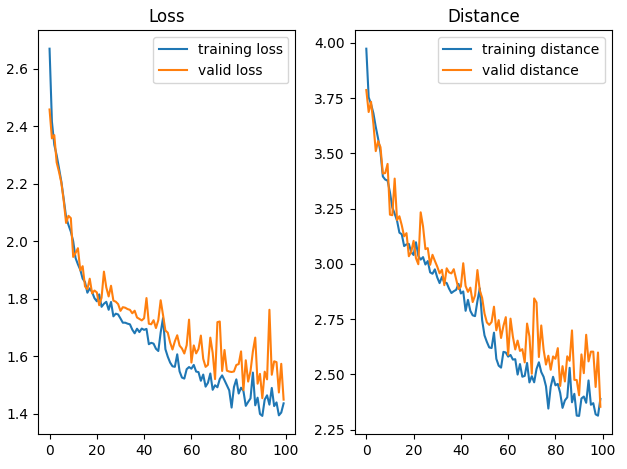 Loss
training loss
valid loss
2.6
2.4
2.2
2.0
1.8
1.6
1.4
0 20 40 60 80 100
Distance
training distance
valid distance
4.00
3.75
3.50
3.25
3.00
2.75
2.50
2.25
0 20 40 60 80 100